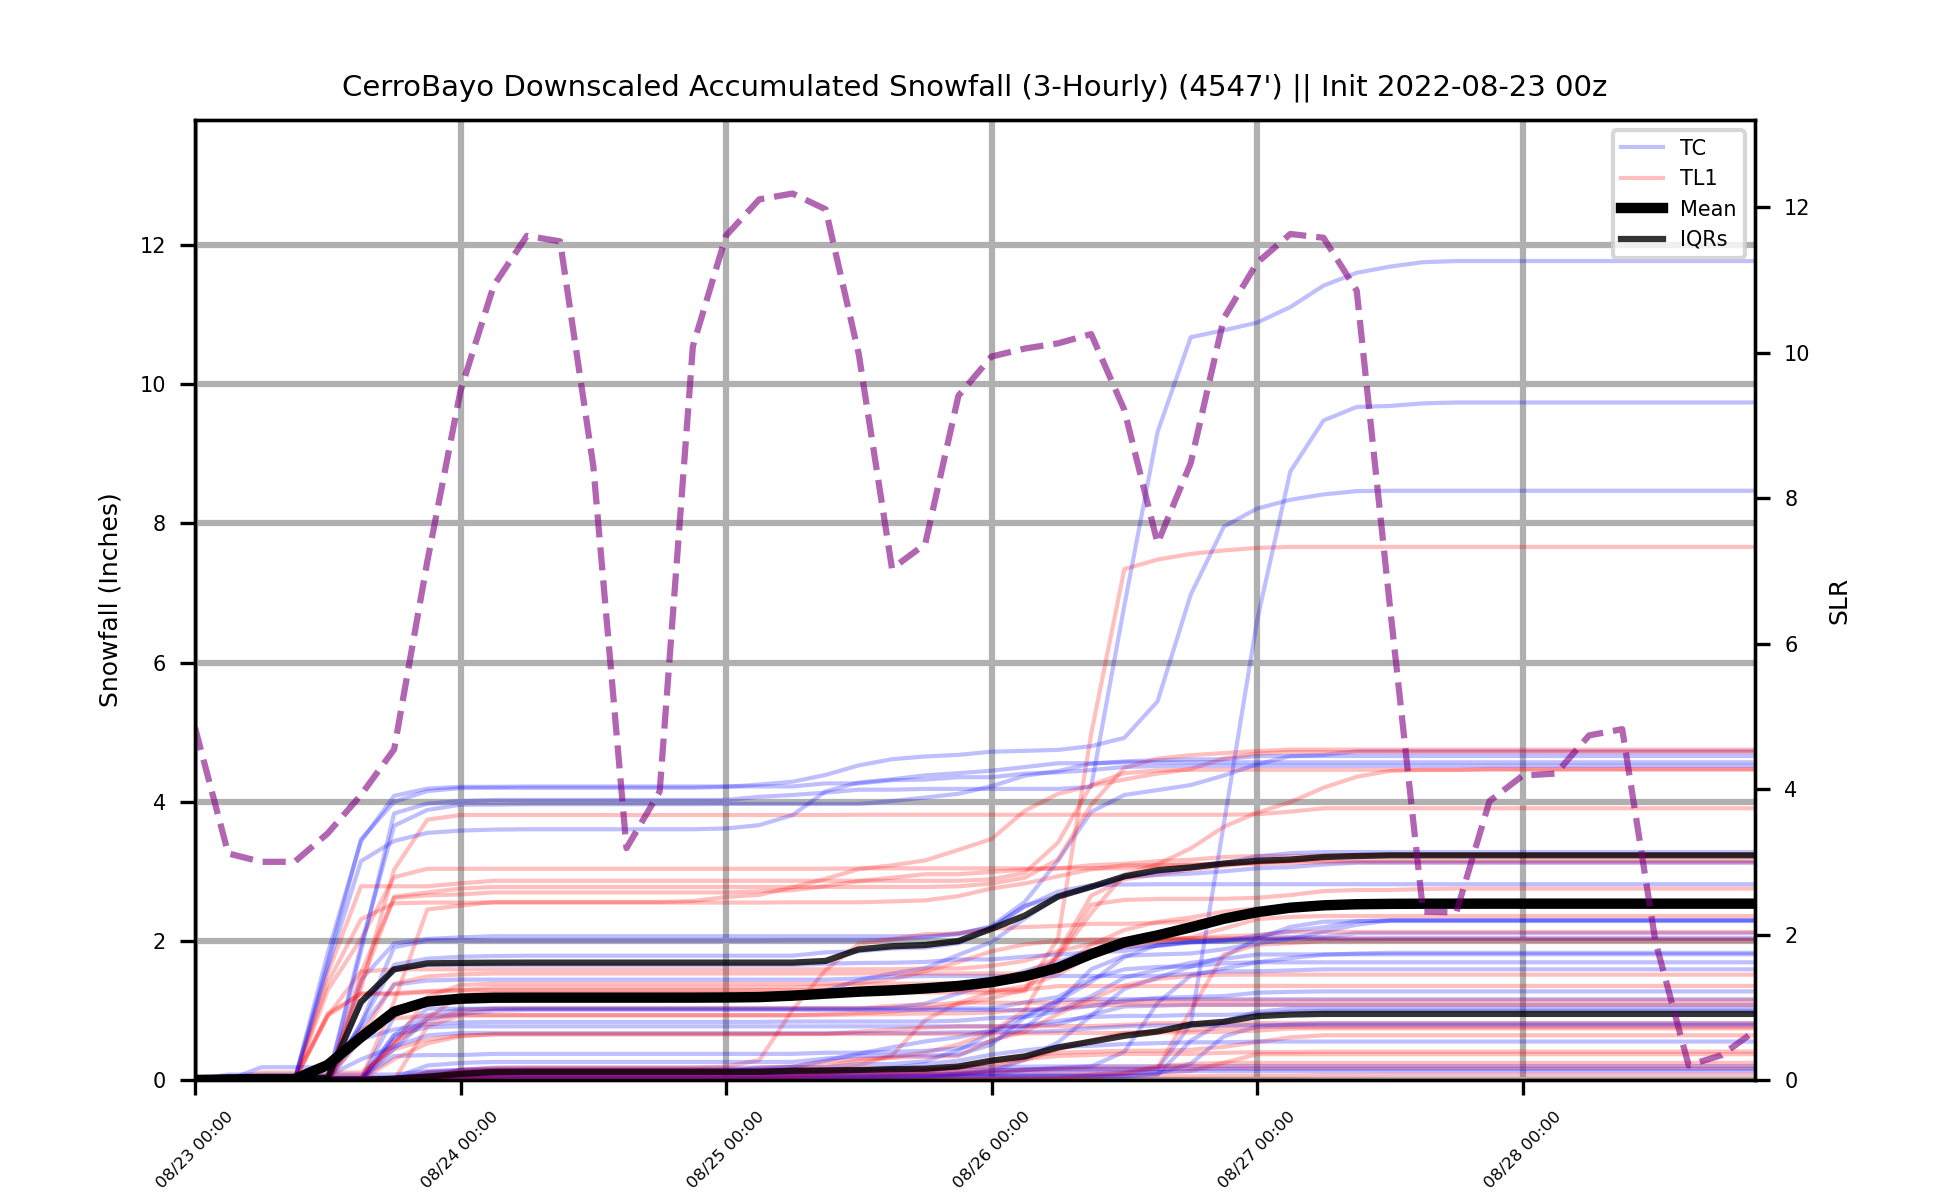 CerroBayo Downscaled Accumulated Snowfall (3-Hourly) (4547') || Init 2022-08-23 00z
TC
TL1
Mean
IQRs
Snowfall (Inches)
12
10
8
6
4
2
0
SLR
12
10
8
6
4
2
0
08/23 00:00
08/24 00:00
08/25 00:00
08/26 00:00
08/27 00:00
08/28 00:00